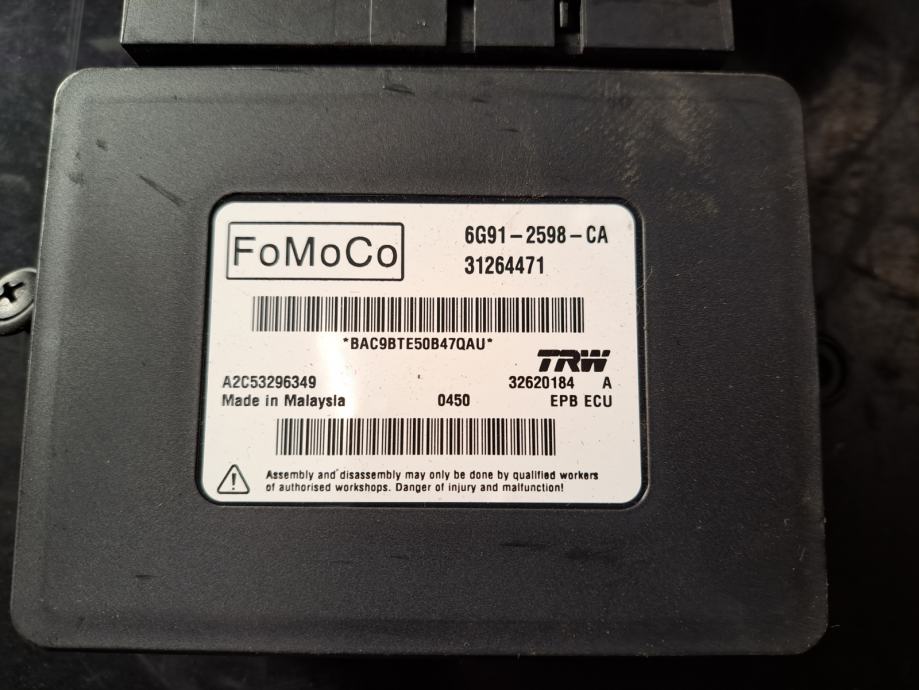 FoMoCo
6G91-2598-CA
31264471
*BAC9BTE50B47QAU*
TRW
A2C53296349 32620184 A
Made in Malaysia 0450 EPB ECU
Assembly and disassembly may only be done by qualified workers
of authorised workshops. Danger of injury and malfunction!